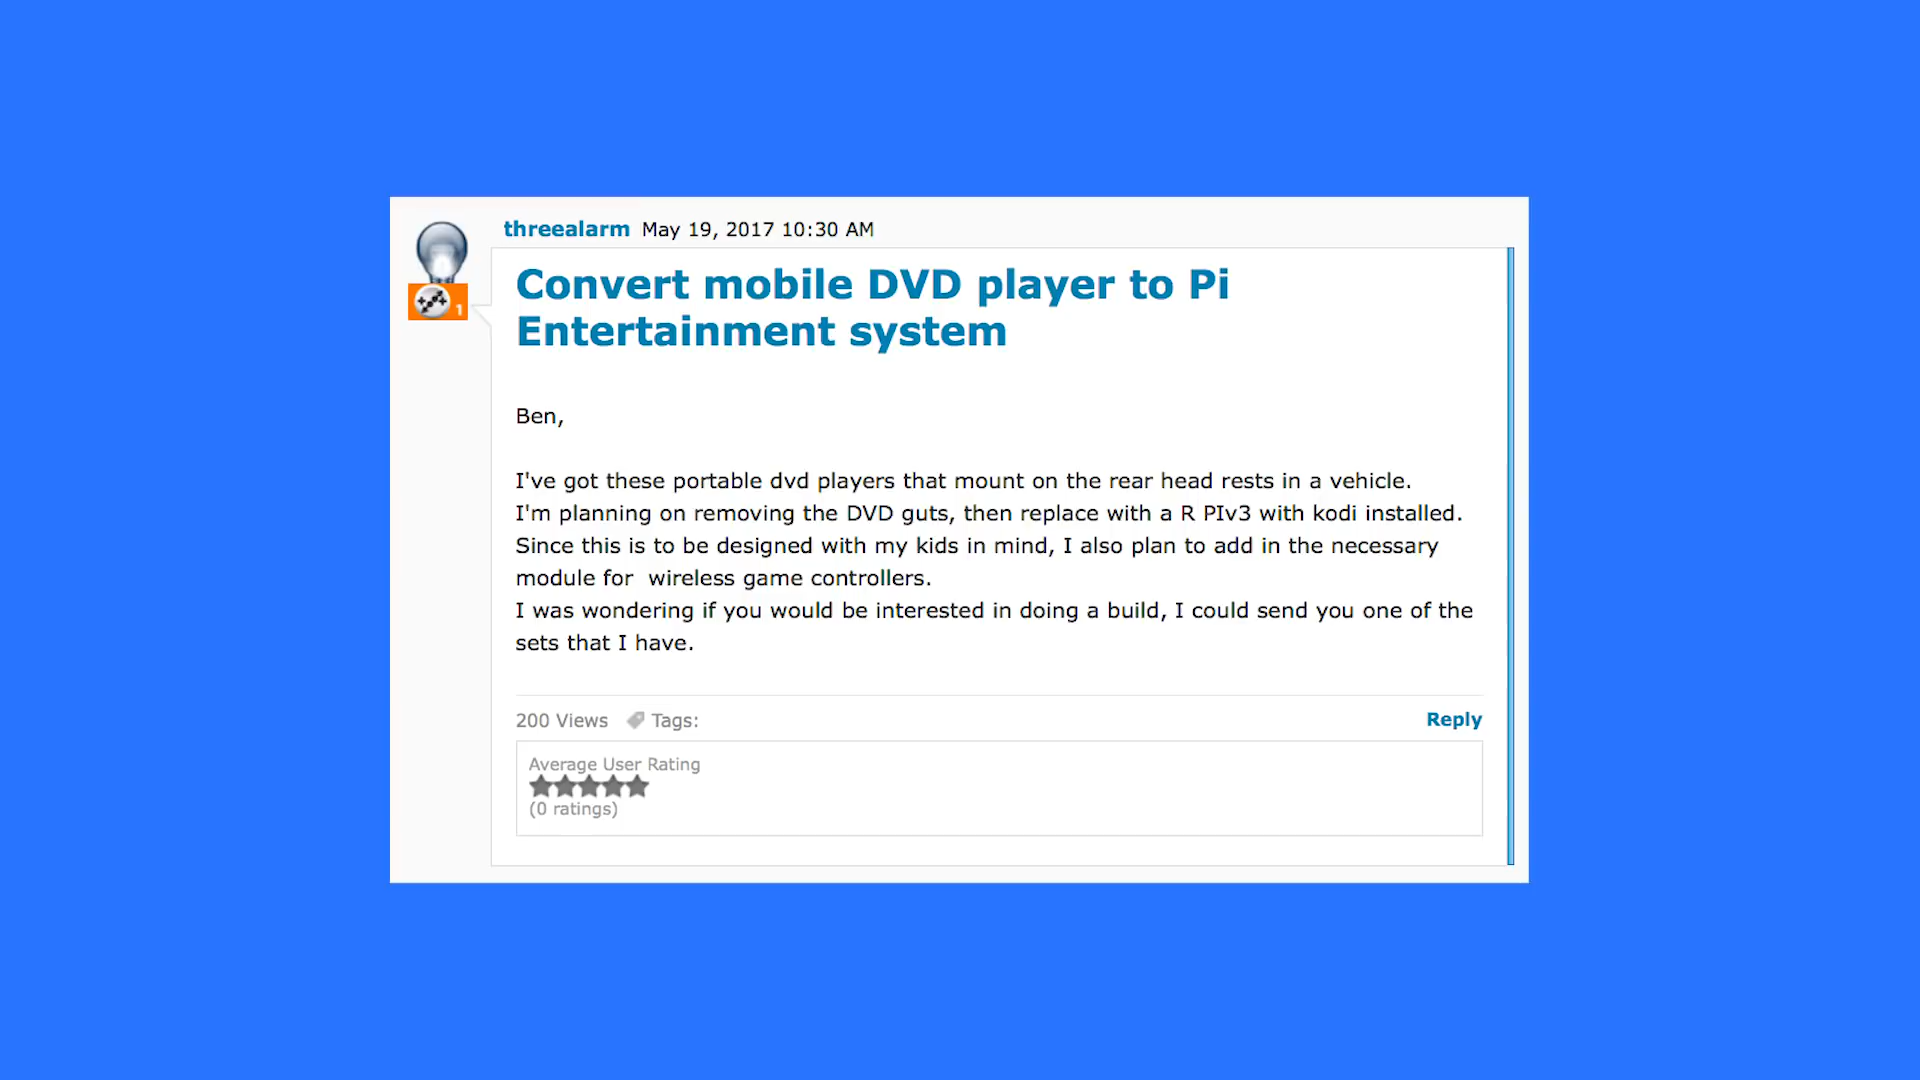 threealarm May 19, 2017 10:30 AM
Convert mobile DVD player to Pi
Entertainment system
Ben,
I've got these portable dvd players that mount on the rear head rests in a vehicle.
I'm planning on removing the DVD guts, then replace with a R PIv3 with kodi installed.
Since this is to be designed with my kids in mind, I also plan to add in the necessary
module for  wireless game controllers.
I was wondering if you would be interested in doing a build, I could send you one of the
sets that I have.
200 Views Tags: Reply
Average User Rating
(0 ratings)
1